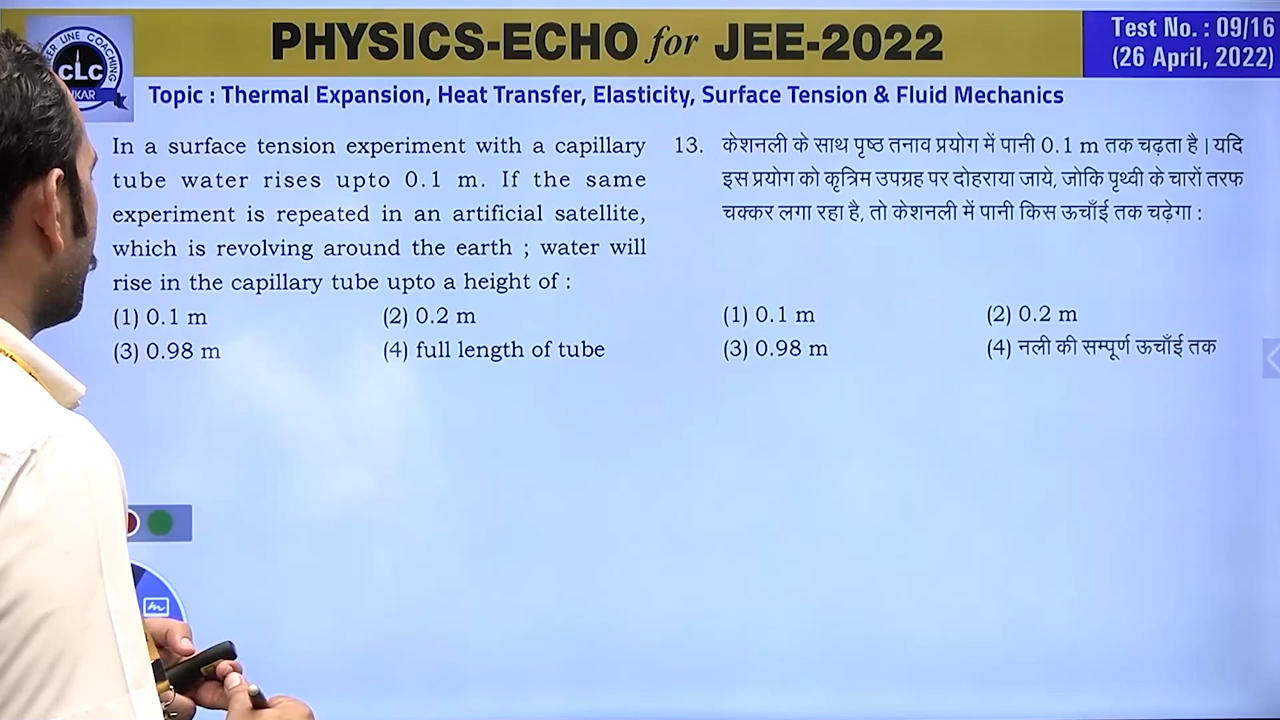 PHYSICS-ECHO for JEE-2022
Test No. : 09/16
(26 April, 2022)
LINE COACHING
CLC
Topic : Thermal Expansion, Heat Transfer, Elasticity, Surface Tension & Fluid Mechanics
In a surface tension experiment with a capillary
tube water rises upto 0.1 m. If the same
experiment is repeated in an artificial satellite,
which is revolving around the earth ; water will
rise in the capillary tube upto a height of :
(1) 0.1 m (2) 0.2 m
(3) 0.98 m (4) full length of tube
13. केशनली के साथ पृष्ठ तनाव प्रयोग में पानी 0.1 m तक चढ़ता है। यदि
इस प्रयोग को कृत्रिम उपग्रह पर दोहराया जाये, जोकि पृथ्वी के चारों तरफ
चक्कर लगा रहा है, तो केशनली में पानी किस ऊचाँई तक चढ़ेगा :
(1) 0.1 m (2) 0.2 m
(3) 0.98 m (4) नली की सम्पूर्ण ऊचाँई तक